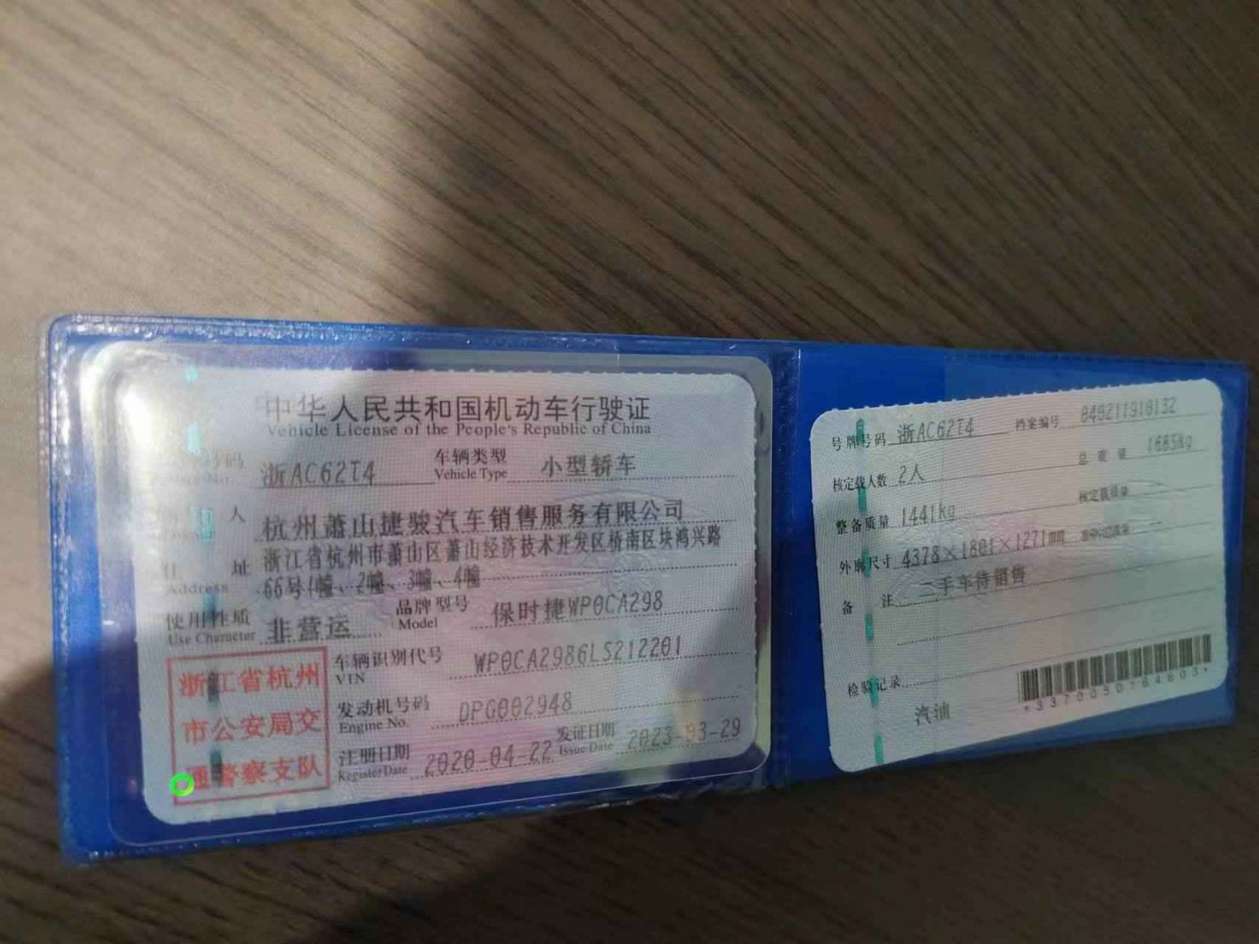 中华人民共和国机动车行驶证
Vehicle License of the People's Republic of China
号码 浙AC62T4 车辆类型 小型轿车
Vehicle Type
人 杭州萧山捷骏汽车销售服务有限公司
住 址 浙江省杭州市萧山区萧山经济技术开发区桥南区块鸿兴路
Address 66号1幢、2幢、3幢、4幢
使用性质 非营运 品牌型号 保时捷WP0CA298
Use Character Model
浙江省杭州
市公安局交
通警察支队
车辆识别代号 WP0CA2986LS212201
VIN
发动机号码 DPG002948
Engine No.
注册日期 2020-04-22 发证日期 2023-03-29
Register Date Issue Date
号牌号码 浙AC62T4 档案编号
核定载人数 2人 总质量 1685kg
整备质量 1441kg 核定载质量
外廓尺寸 4378×1801×1271mm
备 注 二手车待销售
检验记录
汽油